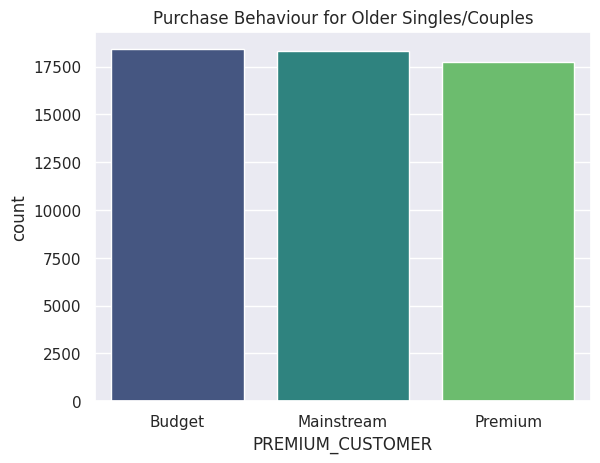 Purchase Behaviour for Older Singles/Couples
17500
15000
12500
10000
7500
5000
2500
0
count
Budget Mainstream Premium
PREMIUM_CUSTOMER